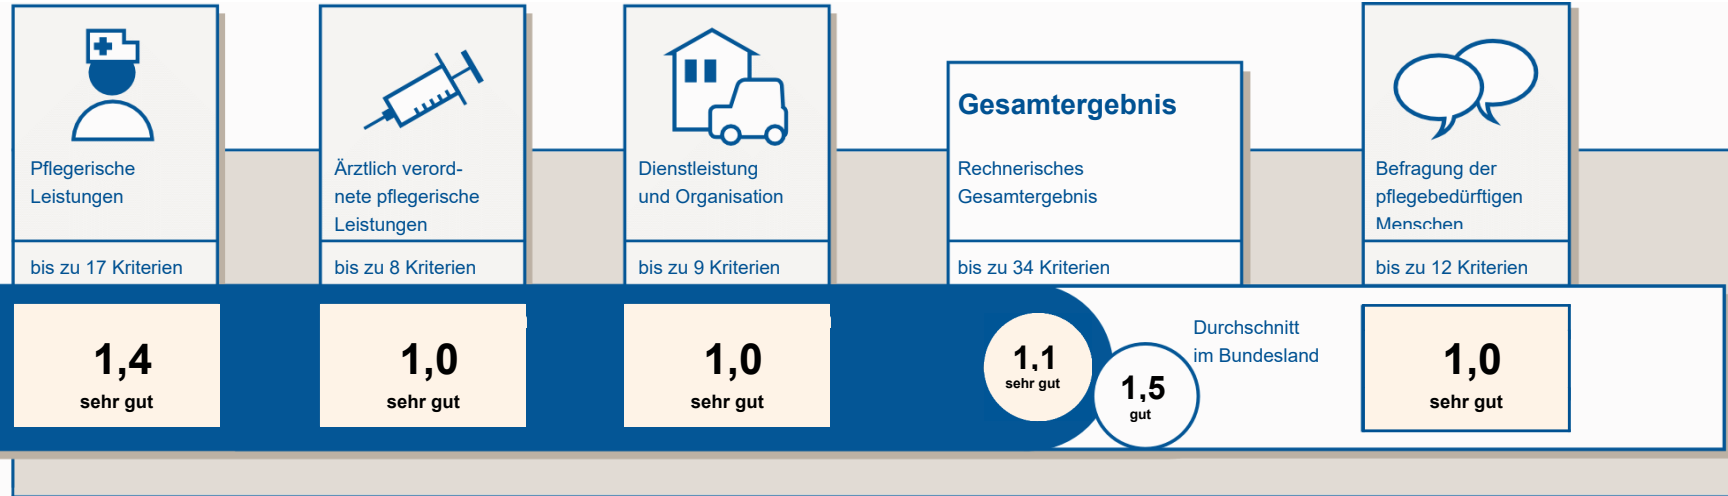 Pflegerische
Leistungen
bis zu 17 Kriterien
1,4
sehr gut
Ärztlich verord-
nete pflegerische
Leistungen
bis zu 8 Kriterien
1,0
sehr gut
Dienstleistung
und Organisation
bis zu 9 Kriterien
1,0
sehr gut
Gesamtergebnis
Rechnerisches
Gesamtergebnis
bis zu 34 Kriterien
1,1
sehr gut
1,5
gut
Durchschnitt
im Bundesland
Befragung der
pflegebedürftigen
Menschen
bis zu 12 Kriterien
1,0
sehr gut